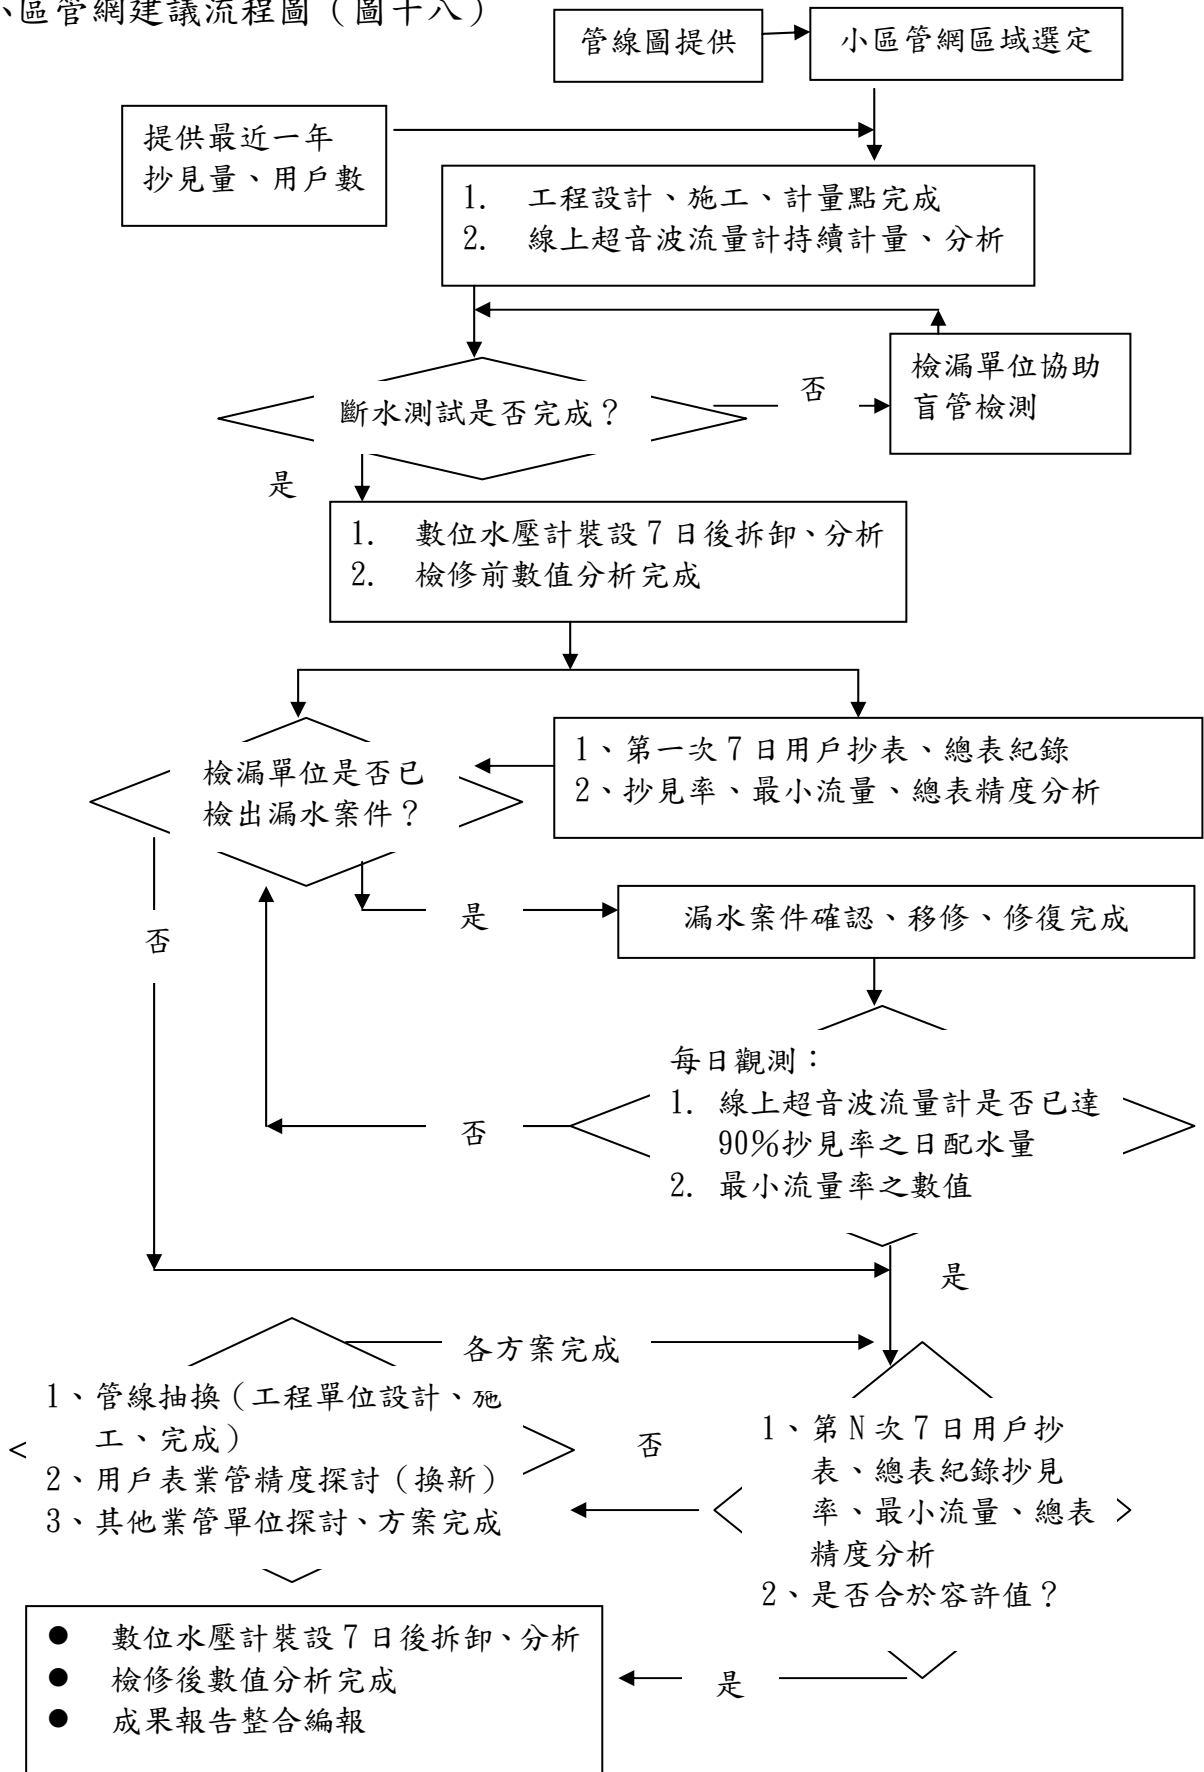 小區管網建議流程圖（圖十八）
管線圖提供
小區管網區域選定
提供最近一年
抄見量、用戶數
1. 工程設計、施工、計量點完成
2. 線上超音波流量計持續計量、分析
檢漏單位協助
盲管檢測
否
斷水測試是否完成？
是
1. 數位水壓計裝設 7 日後拆卸、分析
2. 檢修前數值分析完成
1、第一次 7 日用戶抄表、總表紀錄
2、抄見率、最小流量、總表精度分析
檢漏單位是否已
檢出漏水案件？
是
漏水案件確認、移修、修復完成
否
每日觀測：
1. 線上超音波流量計是否已達
90%抄見率之日配水量
2. 最小流量率之數值
否
是
各方案完成
1、管線抽換（工程單位設計、施
工、完成）
2、用戶表業管精度探討（換新）
3、其他業管單位探討、方案完成
否
1、第 N 次 7 日用戶抄
表、總表紀錄抄見
率、最小流量、總表
精度分析
2、是否合於容許值？
是
● 數位水壓計裝設 7 日後拆卸、分析
● 檢修後數值分析完成
● 成果報告整合編報